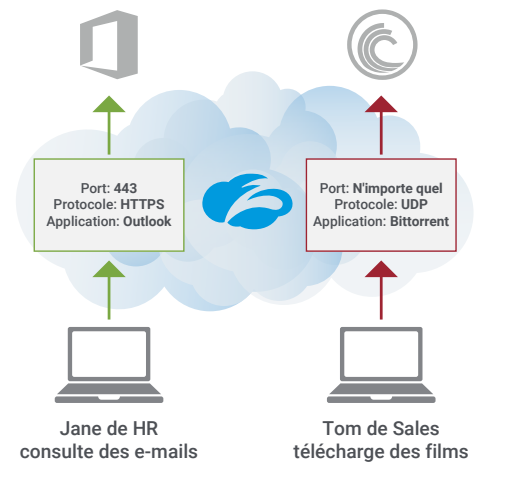 Port: 443
Protocole: HTTPS
Application: Outlook
Port: N'importe quel
Protocole: UDP
Application: Bittorrent
Jane de HR
consulte des e-mails
Tom de Sales
télécharge des films